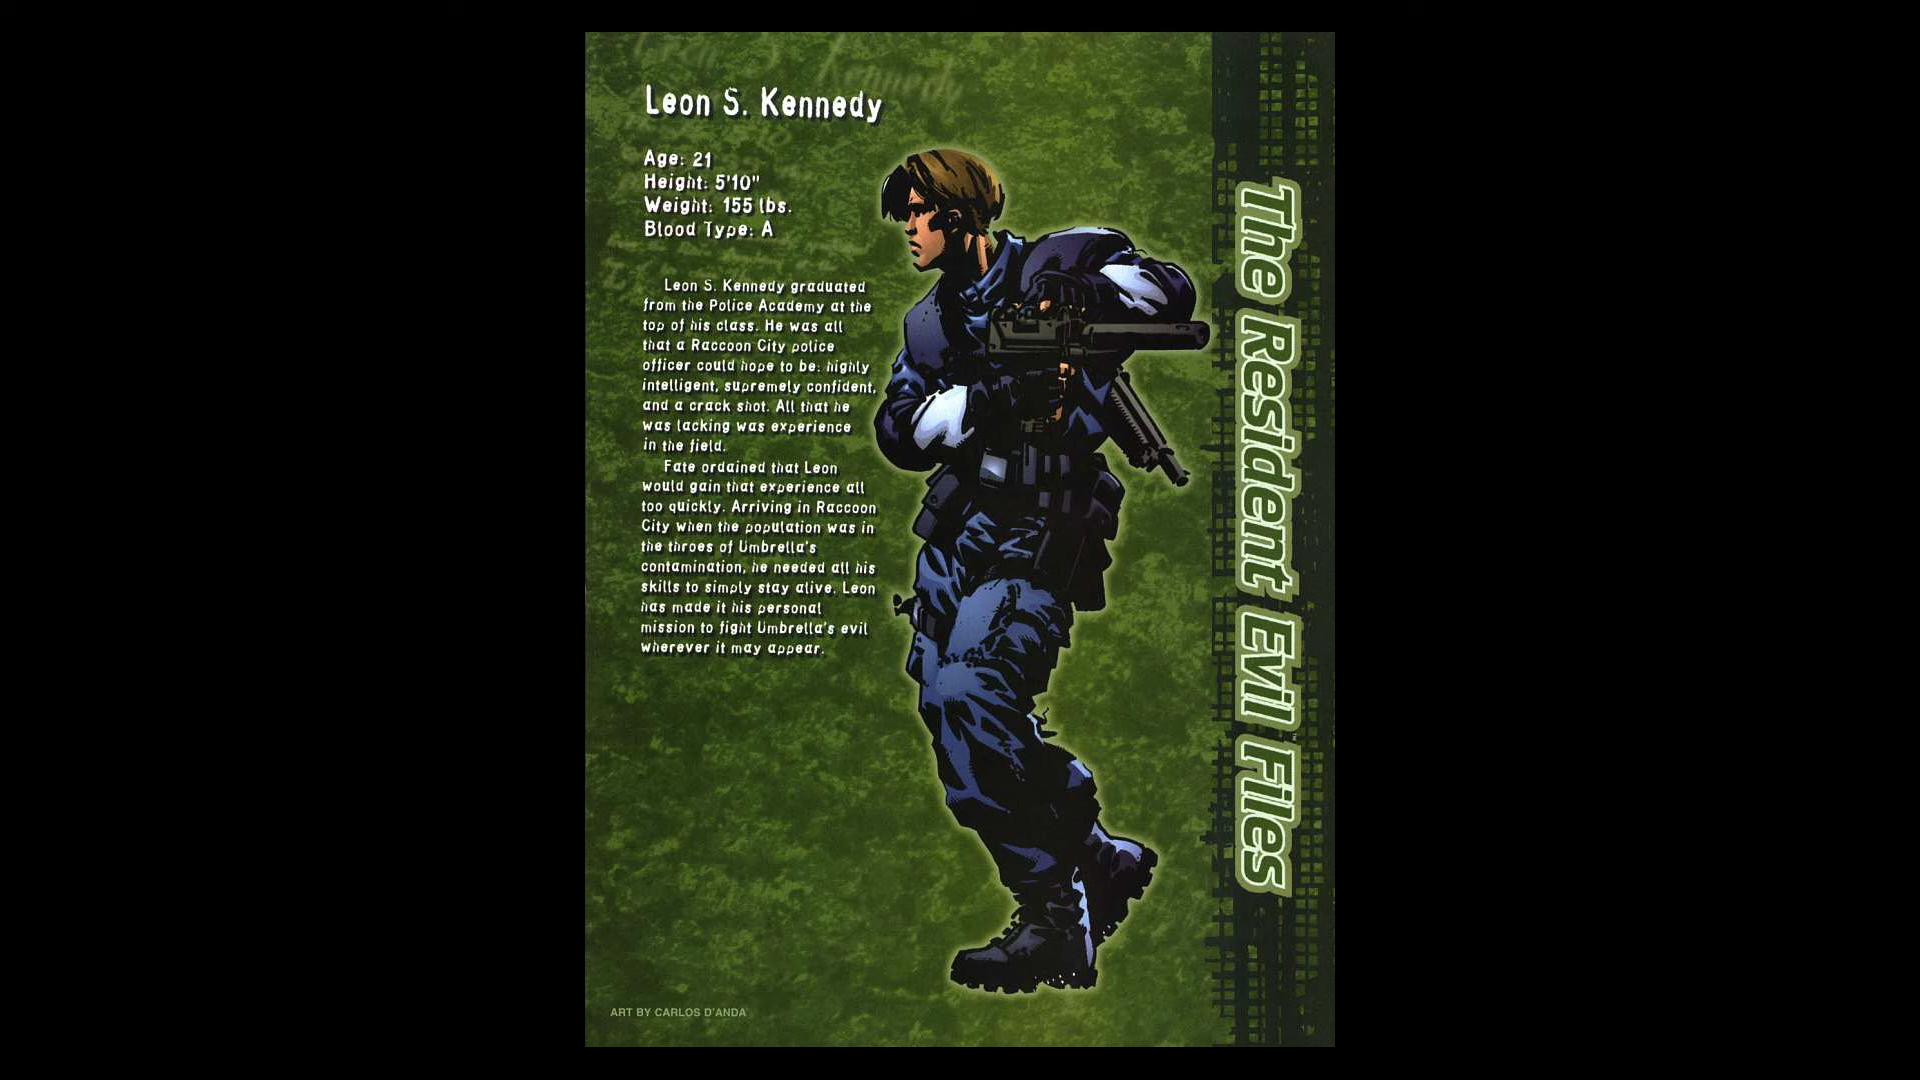 Leon S. Kennedy
Age: 21
Height: 5'10"
Weight: 155 lbs.
Blood Type: A
Leon S. Kennedy graduated
from the Police Academy at the
top of his class. He was all
that a Raccoon City police
officer could hope to be: highly
intelligent, supremely confident,
and a crack shot. All that he
was lacking was experience
in the field.
Fate ordained that Leon
would gain that experience all
too quickly. Arriving in Raccoon
City when the population was in
the throes of Umbrella's
contamination, he needed all his
skills to simply stay alive. Leon
has made it his personal
mission to fight Umbrella's evil
wherever it may appear.
The Resident Evil Files™
ART BY CARLOS D'ANDA